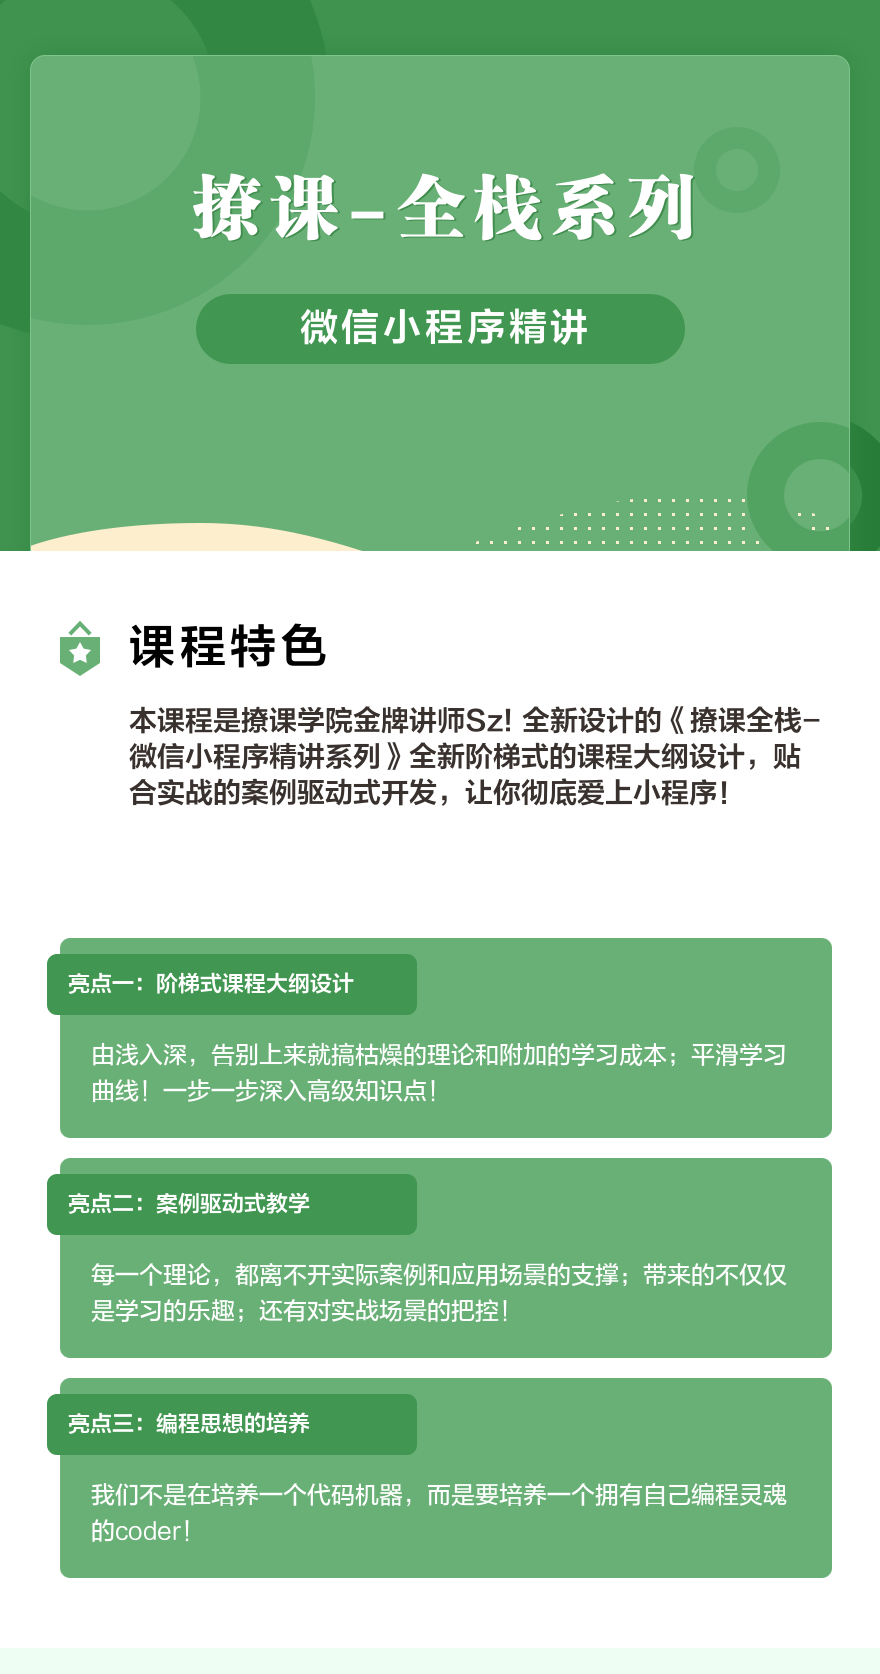 撩课-全栈系列
微信小程序精讲
课程特色
本课程是撩课学院金牌讲师Sz！全新设计的《撩课全栈-
微信小程序精讲系列》全新阶梯式的课程大纲设计，贴
合实战的案例驱动式开发，让你彻底爱上小程序！
亮点一：阶梯式课程大纲设计
由浅入深，告别上来就搞枯燥的理论和附加的学习成本；平滑学习
曲线！一步一步深入高级知识点！
亮点二：案例驱动式教学
每一个理论，都离不开实际案例和应用场景的支撑；带来的不仅仅
是学习的乐趣；还有对实战场景的把控！
亮点三：编程思想的培养
我们不是在培养一个代码机器，而是要培养一个拥有自己编程灵魂
的coder！